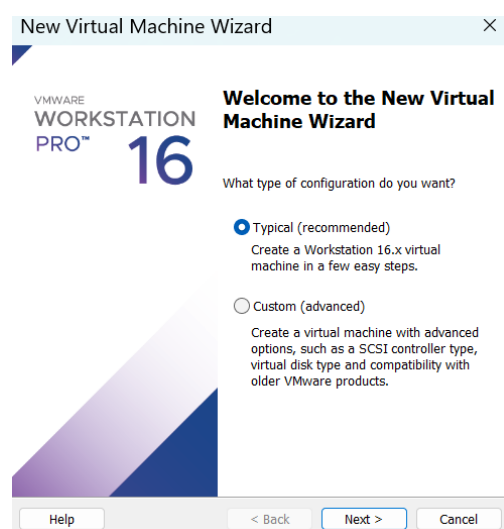 New Virtual Machine Wizard
VMWARE
WORKSTATION
PRO™
16
Welcome to the New Virtual
Machine Wizard
What type of configuration do you want?
Typical (recommended)
Create a Workstation 16.x virtual
machine in a few easy steps.
Custom (advanced)
Create a virtual machine with advanced
options, such as a SCSI controller type,
virtual disk type and compatibility with
older VMware products.
Help
< Back
Next >
Cancel